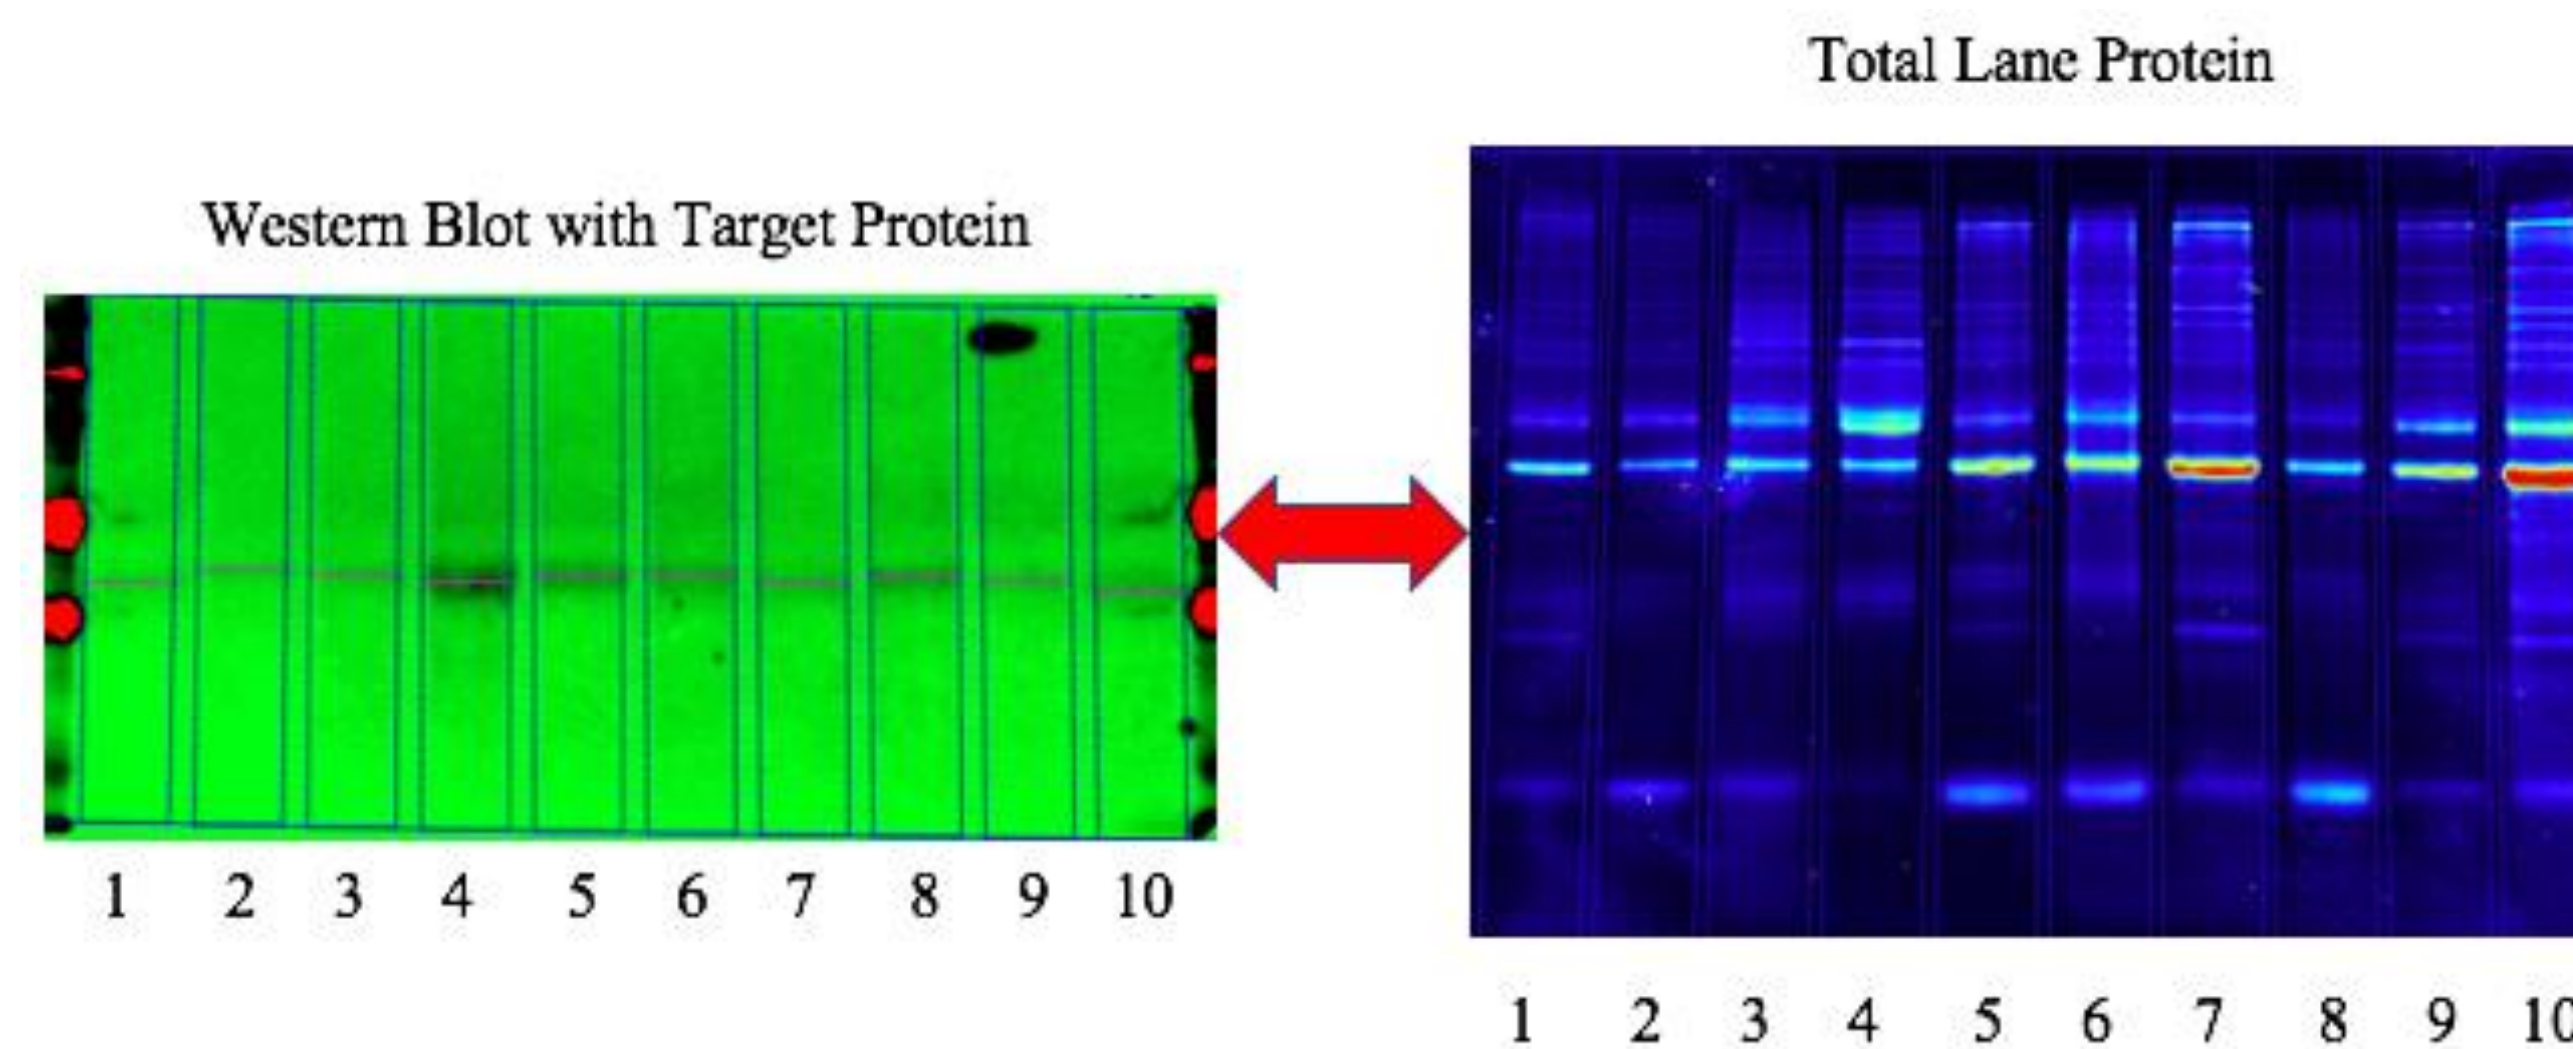 Total Lane Protein
Western Blot with Target Protein
1 2 3 4 5 6 7 8 9 10
1 2 3 4 5 6 7 8 9 10